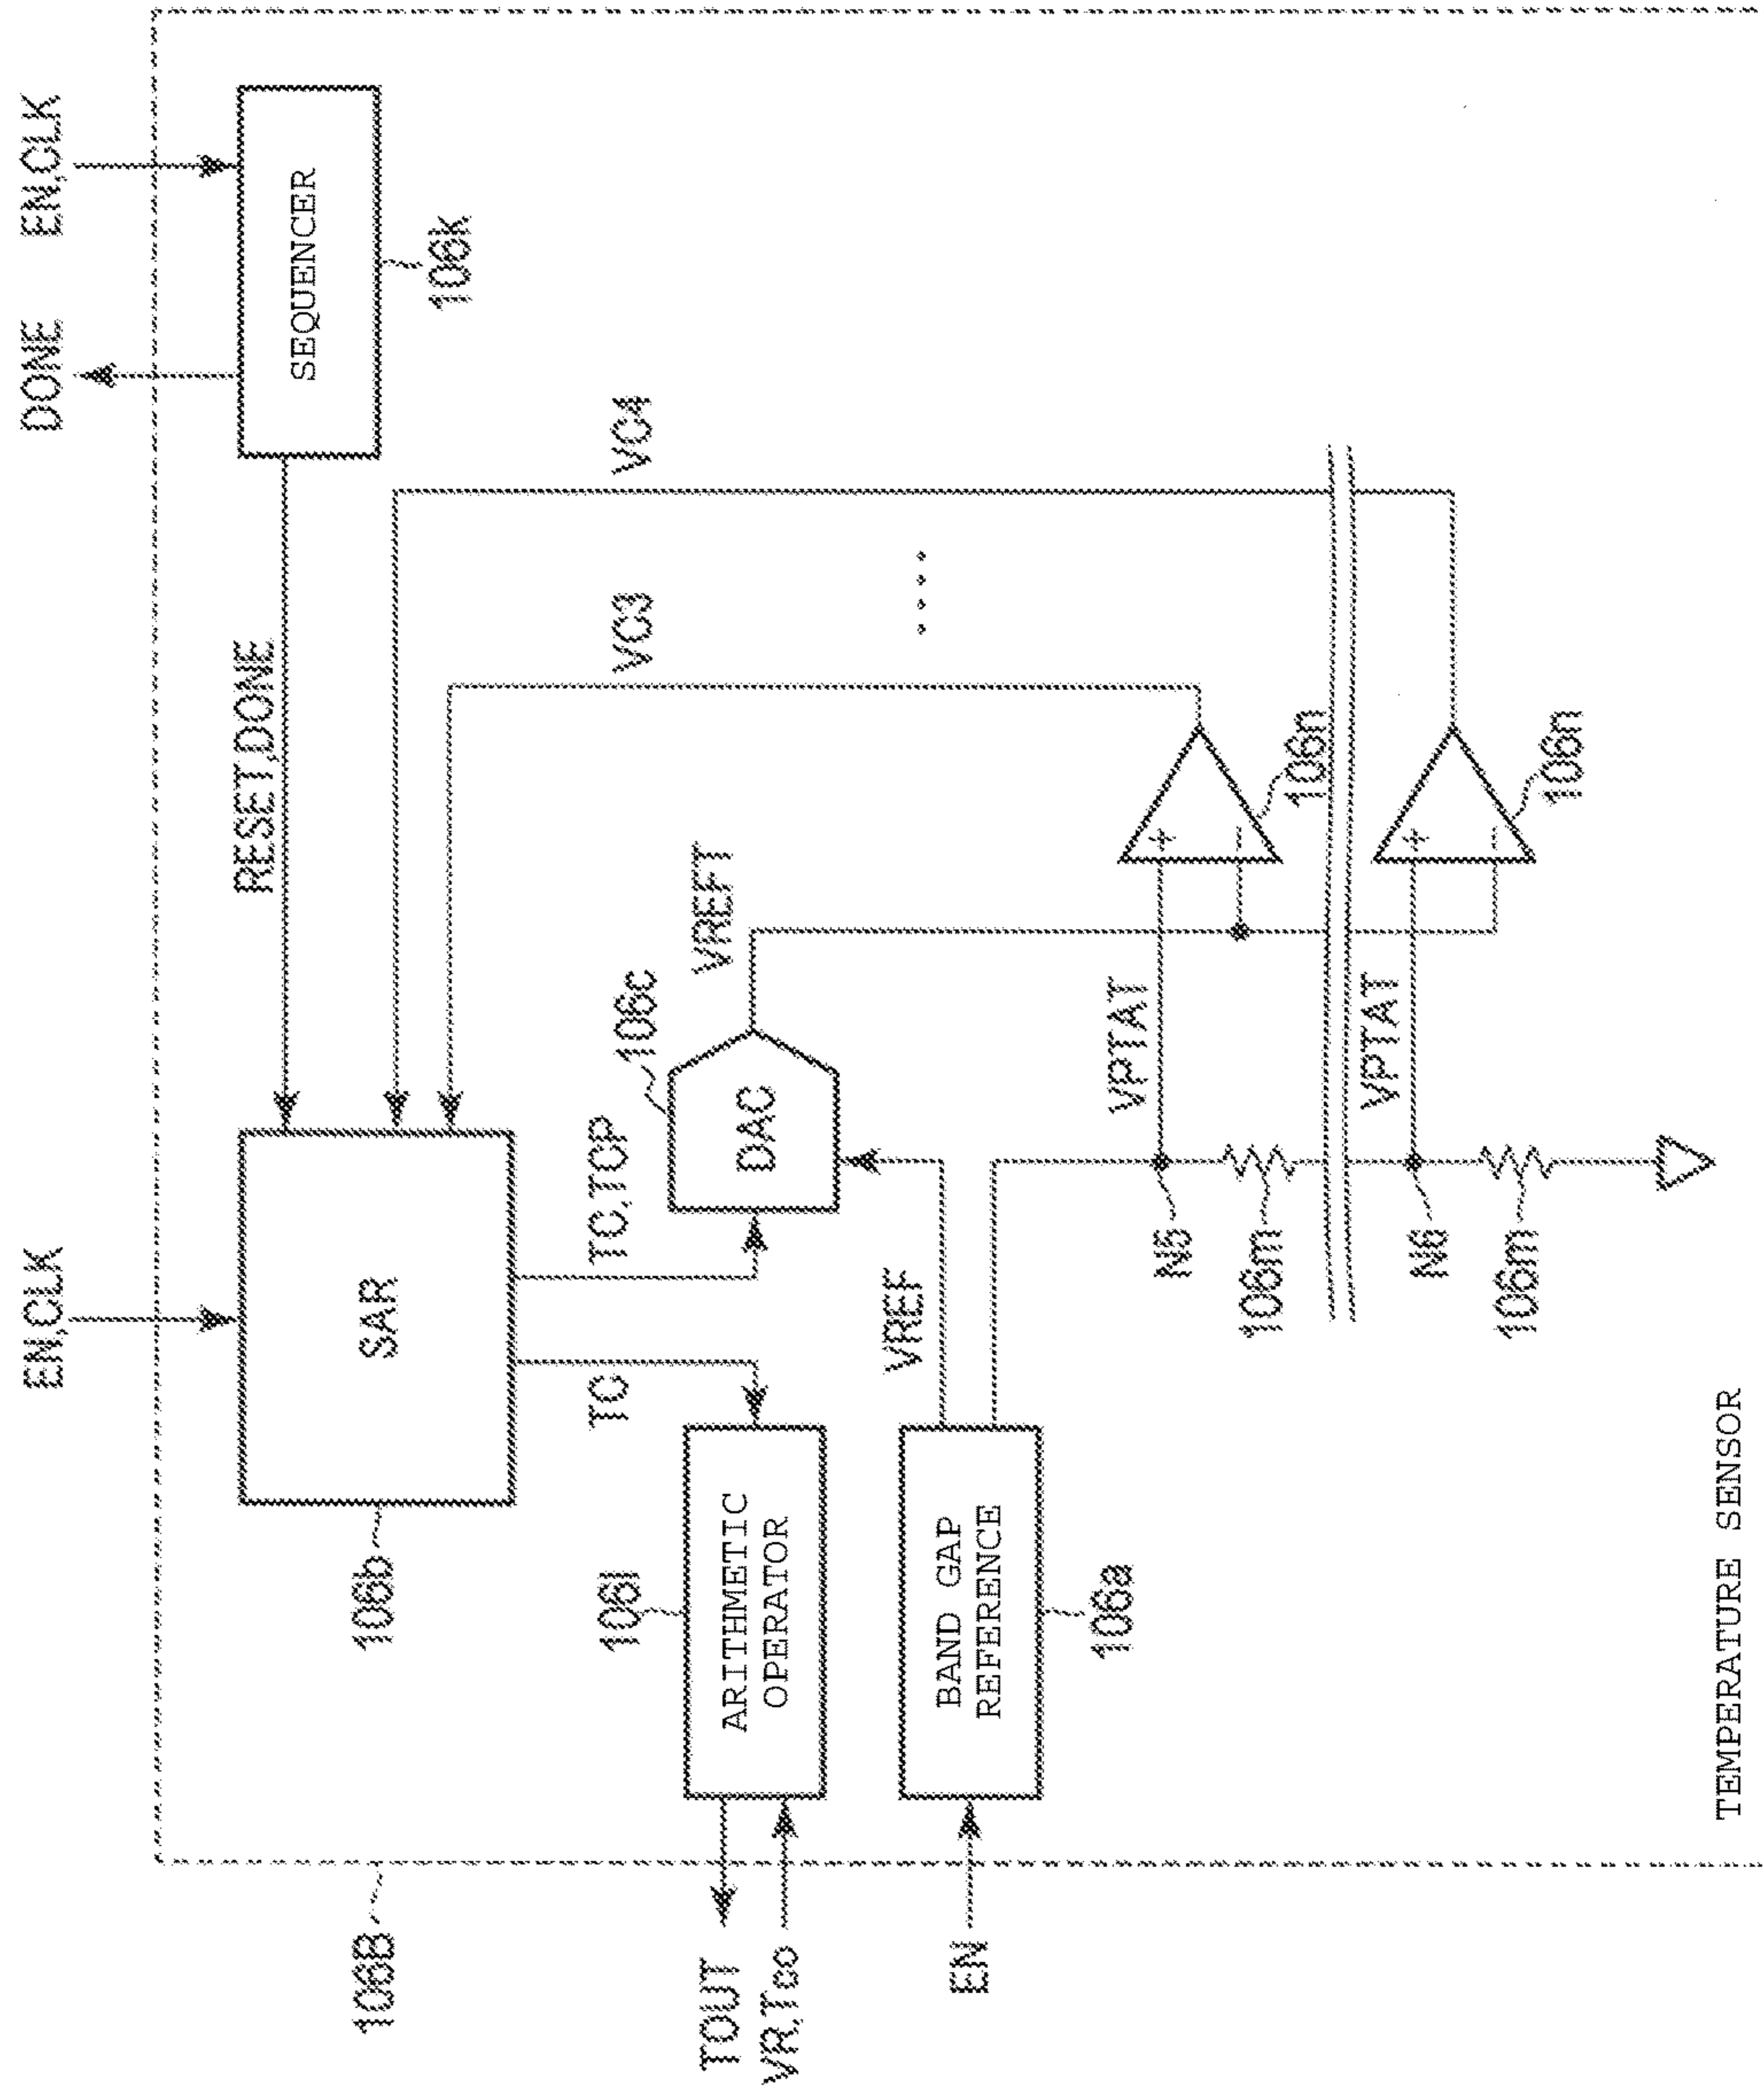 106B
EN,CLK
DONE
EN,CLK
106b
SAR
RESET,DONE
SEQUENCER
106k
TC
TC,TCP
106c
VC3
VC4
TOUT
VR,Tco
106l
ARITHMETIC
OPERATOR
DAC
VREFT
EN
BAND GAP
REFERENCE
106a
VREF
....
N5
VPTAT
+
-
106m
106n
N6
VPTAT
+
-
106m
106n
TEMPERATURE SENSOR